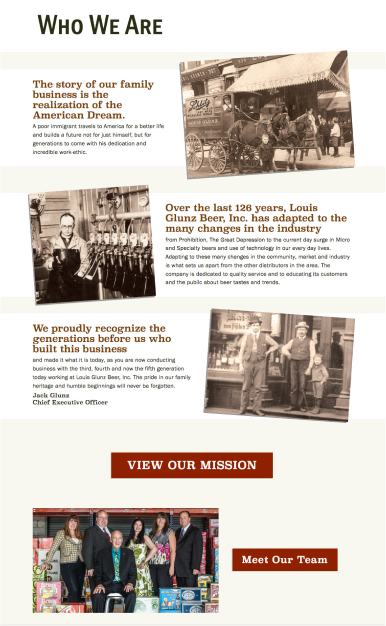 WHO WE ARE
The story of our family
business is the
realization of the
American Dream.
A poor immigrant travels to America for a better life
and builds a future not for just himself, but for
generations to come with his dedication and
incredible work-ethic.
Over the last 126 years, Louis
Glunz Beer, Inc. has adapted to the
many changes in the industry
from Prohibition, The Great Depression to the current day surge in Micro
and Specialty beers and use of technology in our every day lives.
Adapting to these many changes in the community, market and industry
is what sets us apart from the other distributors in the area. The
company is dedicated to quality service and to educating its customers
and the public about beer tastes and trends.
We proudly recognize the
generations before us who
built this business
and made it what it is today, as you are now conducting
business with the third, fourth and now the fifth generation
today working at Louis Glunz Beer, Inc. The pride in our family
heritage and humble beginnings will never be forgotten.
Jack Glunz
Chief Executive Officer
VIEW OUR MISSION
Meet Our Team